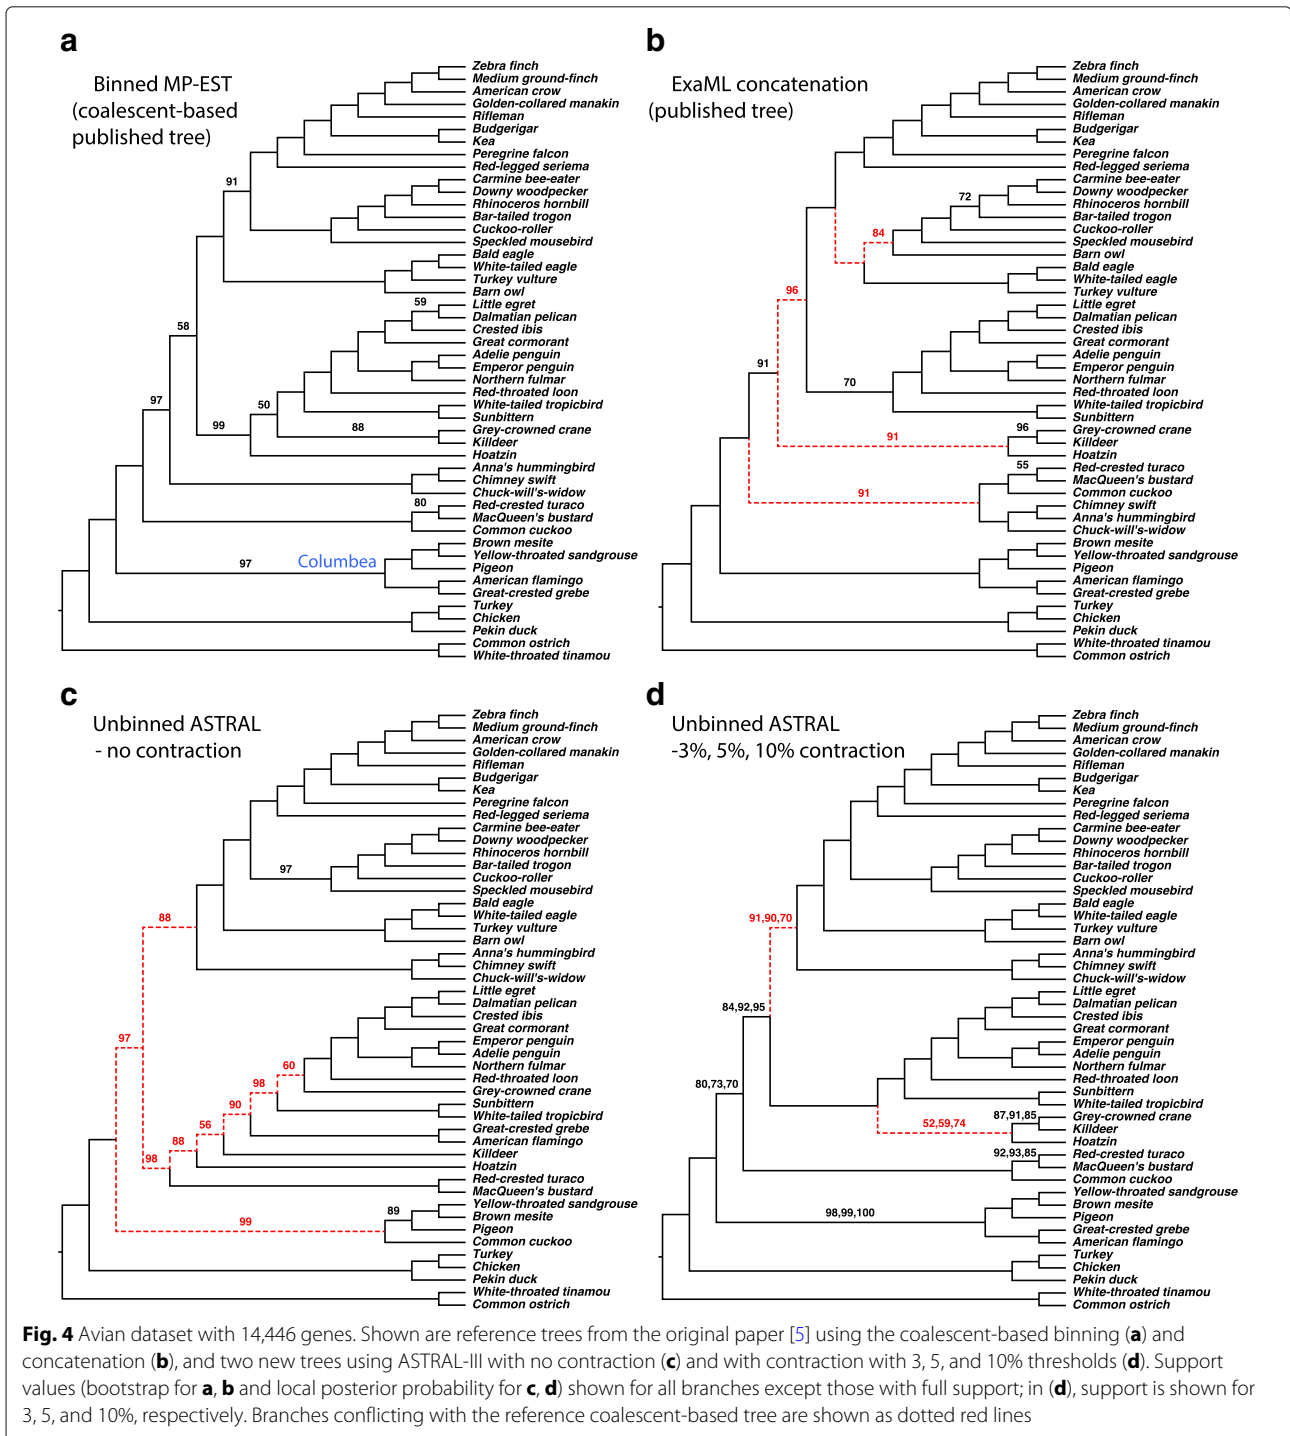 a
Binned MP-EST
(coalescent-based
published tree)
Zebra finch
Medium ground-finch
American crow
Golden-collared manakin
Rifleman
Budgerigar
Kea
Peregrine falcon
Red-legged seriema
91
Carmine bee-eater
Downy woodpecker
Rhinoceros hornbill
Bar-tailed trogon
Cuckoo-roller
Speckled mousebird
Bald eagle
White-tailed eagle
Turkey vulture
Barn owl
59
Little egret
Dalmatian pelican
58
Crested ibis
Great cormorant
Adelie penguin
Emperor penguin
Northern fulmar
Red-throated loon
97
50
White-tailed tropicbird
Sunbittern
99
88
Grey-crowned crane
Killdeer
Hoatzin
Anna's hummingbird
Chimney swift
Chuck-will's-widow
80
Red-crested turaco
MacQueen's bustard
Common cuckoo
Brown mesite
Yellow-throated sandgrouse
97
Columbea
Pigeon
American flamingo
Great-crested grebe
Turkey
Chicken
Pekin duck
Common ostrich
White-throated tinamou
b
ExaML concatenation
(published tree)
Zebra finch
Medium ground-finch
American crow
Golden-collared manakin
Rifleman
Budgerigar
Kea
Peregrine falcon
Red-legged seriema
Carmine bee-eater
72
Downy woodpecker
Rhinoceros hornbill
Bar-tailed trogon
84
Cuckoo-roller
Speckled mousebird
Barn owl
Bald eagle
White-tailed eagle
96
Turkey vulture
Little egret
Dalmatian pelican
Crested ibis
Great cormorant
91
Adelie penguin
Emperor penguin
70
Northern fulmar
Red-throated loon
White-tailed tropicbird
Sunbittern
96
91
Grey-crowned crane
Killdeer
Hoatzin
55
Red-crested turaco
MacQueen's bustard
91
Common cuckoo
Chimney swift
Anna's hummingbird
Chuck-will's-widow
Brown mesite
Yellow-throated sandgrouse
Pigeon
American flamingo
Great-crested grebe
Turkey
Chicken
Pekin duck
White-throated tinamou
Common ostrich
c
Unbinned ASTRAL
- no contraction
Zebra finch
Medium ground-finch
American crow
Golden-collared manakin
Rifleman
Budgerigar
Kea
Peregrine falcon
Red-legged seriema
Carmine bee-eater
Downy woodpecker
Rhinoceros hornbill
97
Bar-tailed trogon
Cuckoo-roller
Speckled mousebird
Bald eagle
88
White-tailed eagle
Turkey vulture
Barn owl
Anna's hummingbird
Chimney swift
Chuck-will's-widow
Little egret
Dalmatian pelican
Crested ibis
Great cormorant
97
Emperor penguin
Adelie penguin
60
Northern fulmar
Red-throated loon
98
Grey-crowned crane
90
Sunbittern
White-tailed tropicbird
56
Great-crested grebe
88
American flamingo
98
Killdeer
Hoatzin
Red-crested turaco
MacQueen's bustard
89
Yellow-throated sandgrouse
99
Brown mesite
Pigeon
Common cuckoo
Turkey
Chicken
Pekin duck
White-throated tinamou
Common ostrich
d
Unbinned ASTRAL
-3%, 5%, 10% contraction
Zebra finch
Medium ground-finch
American crow
Golden-collared manakin
Rifleman
Budgerigar
Kea
Peregrine falcon
Red-legged seriema
Carmine bee-eater
Downy woodpecker
Rhinoceros hornbill
Bar-tailed trogon
Cuckoo-roller
Speckled mousebird
Bald eagle
91,90,70
White-tailed eagle
Turkey vulture
Barn owl
Anna's hummingbird
Chimney swift
Chuck-will's-widow
Little egret
84,92,95
Dalmatian pelican
Crested ibis
Great cormorant
Emperor penguin
Adelie penguin
Northern fulmar
80,73,70
Red-throated loon
Sunbittern
White-tailed tropicbird
87,91,85
Grey-crowned crane
52,59,74
Killdeer
Hoatzin
92,93,85
Red-crested turaco
MacQueen's bustard
Common cuckoo
Yellow-throated sandgrouse
98,99,100
Brown mesite
Pigeon
Great-crested grebe
American flamingo
Turkey
Chicken
Pekin duck
White-throated tinamou
Common ostrich
Fig. 4 Avian dataset with 14,446 genes. Shown are reference trees from the original paper [5] using the coalescent-based binning (a) and
concatenation (b), and two new trees using ASTRAL-III with no contraction (c) and with contraction with 3, 5, and 10% thresholds (d). Support
values (bootstrap for a, b and local posterior probability for c, d) shown for all branches except those with full support; in (d), support is shown for
3, 5, and 10%, respectively. Branches conflicting with the reference coalescent-based tree are shown as dotted red lines